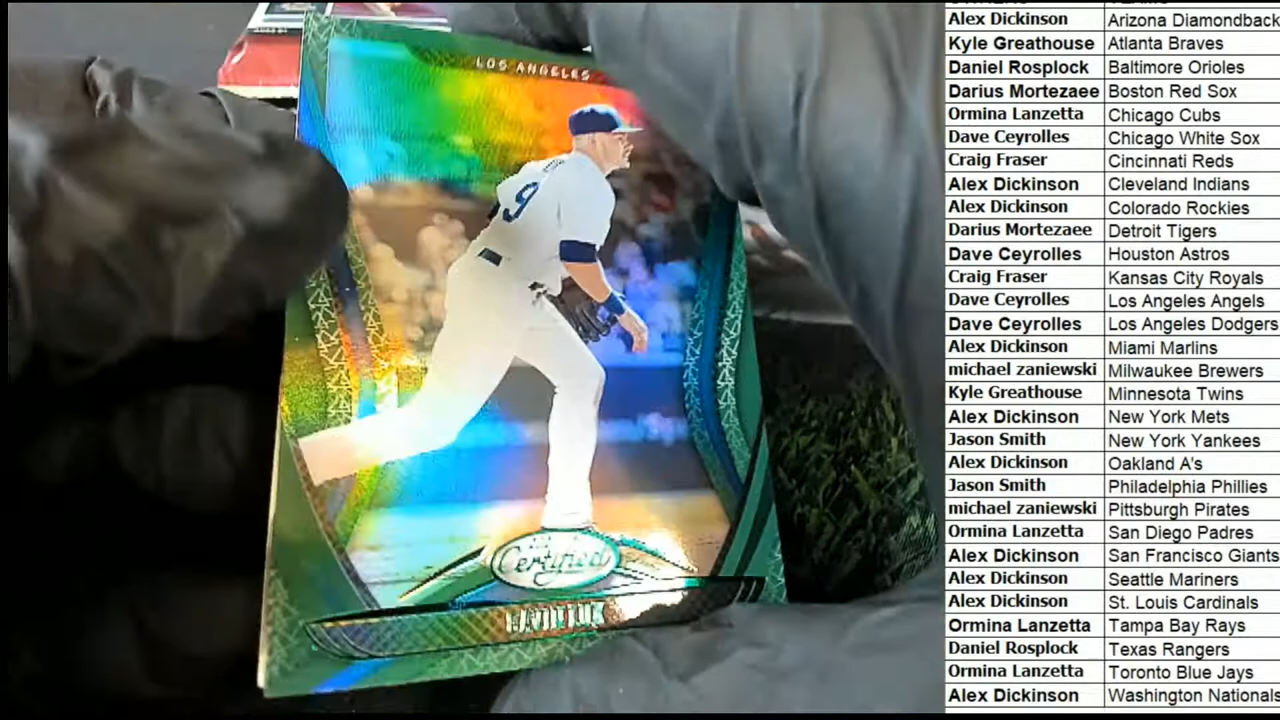 LOS ANGELES
9
Certified
Alex Dickinson Arizona Diamondback
Kyle Greathouse Atlanta Braves
Daniel Rosplock Baltimore Orioles
Darius Mortezaee Boston Red Sox
Ormina Lanzetta Chicago Cubs
Dave Ceyrolles Chicago White Sox
Craig Fraser Cincinnati Reds
Alex Dickinson Cleveland Indians
Alex Dickinson Colorado Rockies
Darius Mortezaee Detroit Tigers
Dave Ceyrolles Houston Astros
Craig Fraser Kansas City Royals
Dave Ceyrolles Los Angeles Angels
Dave Ceyrolles Los Angeles Dodgers
Alex Dickinson Miami Marlins
michael zaniewski Milwaukee Brewers
Kyle Greathouse Minnesota Twins
Alex Dickinson New York Mets
Jason Smith New York Yankees
Alex Dickinson Oakland A's
Jason Smith Philadelphia Phillies
michael zaniewski Pittsburgh Pirates
Ormina Lanzetta San Diego Padres
Alex Dickinson San Francisco Giants
Alex Dickinson Seattle Mariners
Alex Dickinson St. Louis Cardinals
Ormina Lanzetta Tampa Bay Rays
Daniel Rosplock Texas Rangers
Ormina Lanzetta Toronto Blue Jays
Alex Dickinson Washington Nationals